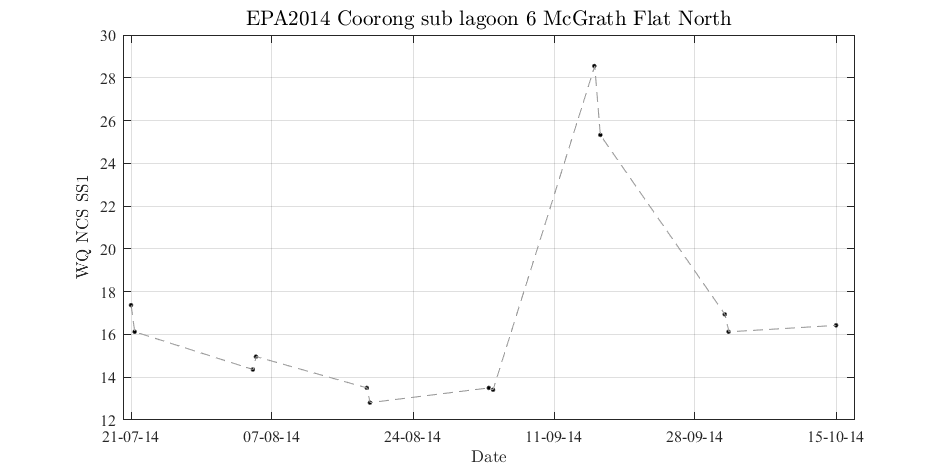 EPA2014 Coorong sub lagoon 6 McGrath Flat North
30
28
26
24
22
20
18
16
14
12
WQ NCS SS1
21-07-14 07-08-14 24-08-14 11-09-14 28-09-14 15-10-14
Date